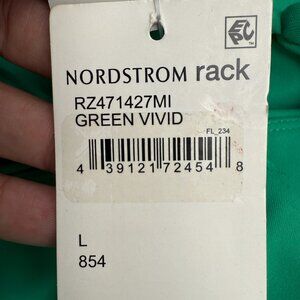 NORDSTROM rack
RZ471427MI
GREEN VIVID
FL_234
4 39121 72454 8
L
854